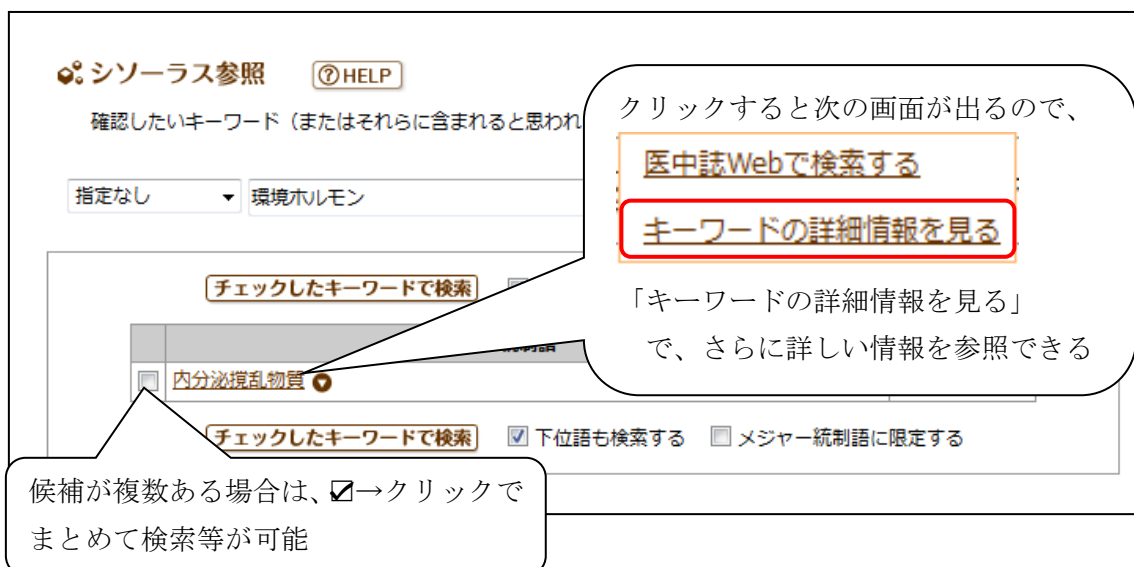 シソーラス参照 ?HELP
確認したいキーワード（またはそれらに含まれると思われ
指定なし 環境ホルモン
クリックすると次の画面が出るので、
医中誌Webで検索する
キーワードの詳細情報を見る
「キーワードの詳細情報を見る」
で、さらに詳しい情報を参照できる
チェックしたキーワードで検索
内分泌撹乱物質
チェックしたキーワードで検索 下位語も検索する メジャー統制語に限定する
候補が複数ある場合は、☑→クリックで
まとめて検索等が可能